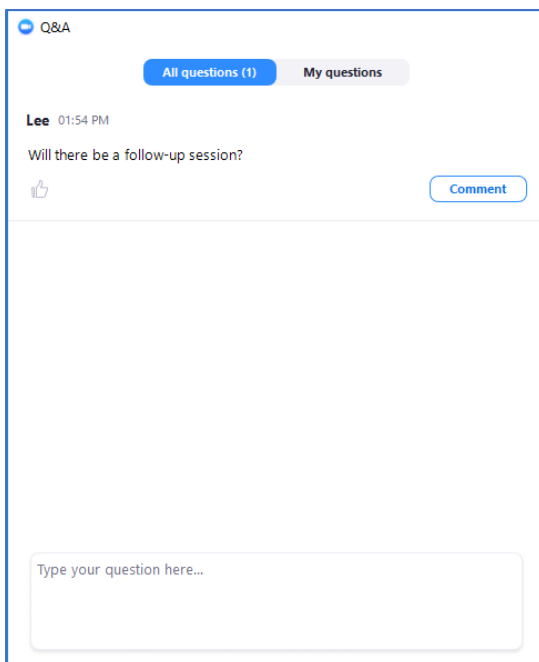 Q&A
All questions (1) My questions
Lee 01:54 PM
Will there be a follow-up session?
Comment
Type your question here...